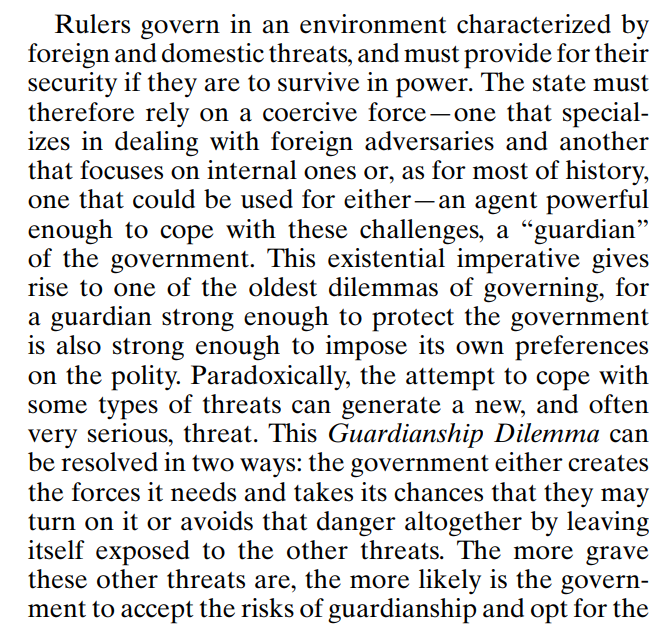 Rulers govern in an environment characterized by
foreign and domestic threats, and must provide for their
security if they are to survive in power. The state must
therefore rely on a coercive force—one that special-
izes in dealing with foreign adversaries and another
that focuses on internal ones or, as for most of history,
one that could be used for either—an agent powerful
enough to cope with these challenges, a “guardian”
of the government. This existential imperative gives
rise to one of the oldest dilemmas of governing, for
a guardian strong enough to protect the government
is also strong enough to impose its own preferences
on the polity. Paradoxically, the attempt to cope with
some types of threats can generate a new, and often
very serious, threat. This Guardianship Dilemma can
be resolved in two ways: the government either creates
the forces it needs and takes its chances that they may
turn on it or avoids that danger altogether by leaving
itself exposed to the other threats. The more grave
these other threats are, the more likely is the govern-
ment to accept the risks of guardianship and opt for the